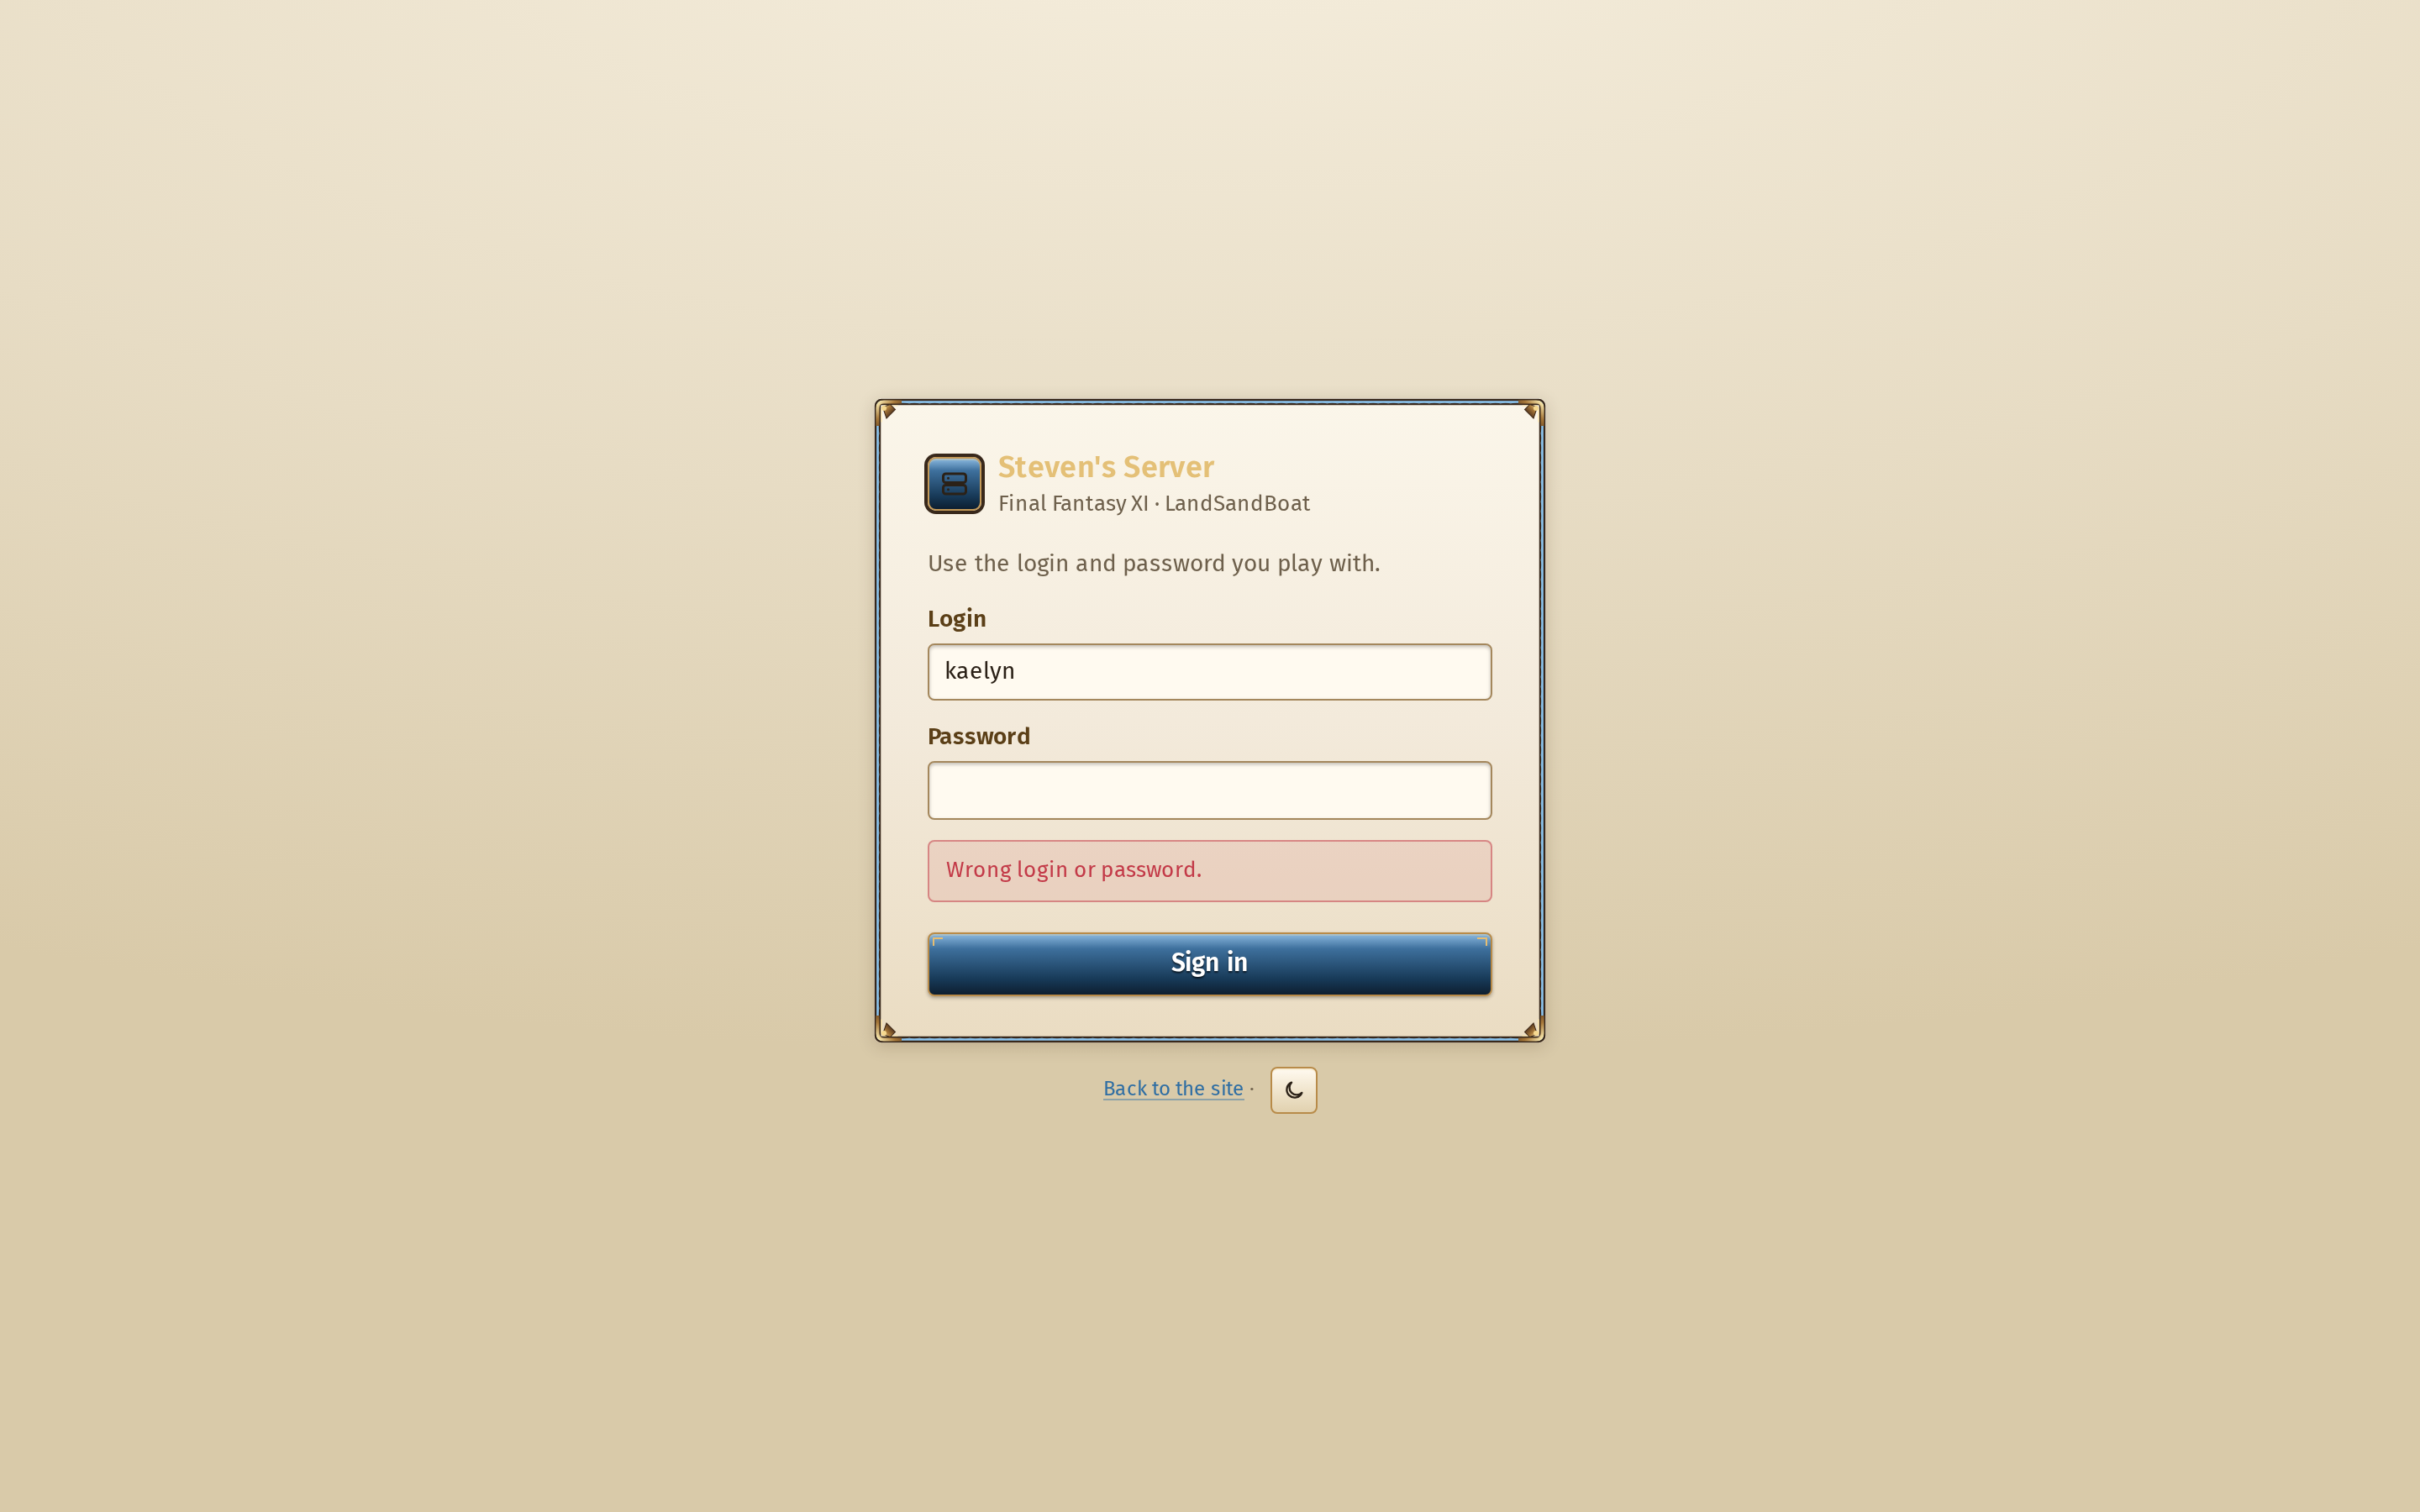 Steven's Server
Final Fantasy XI · LandSandBoat
Use the login and password you play with.
Login
kaelyn
Password
Wrong login or password.
Sign in
Back to the site ·